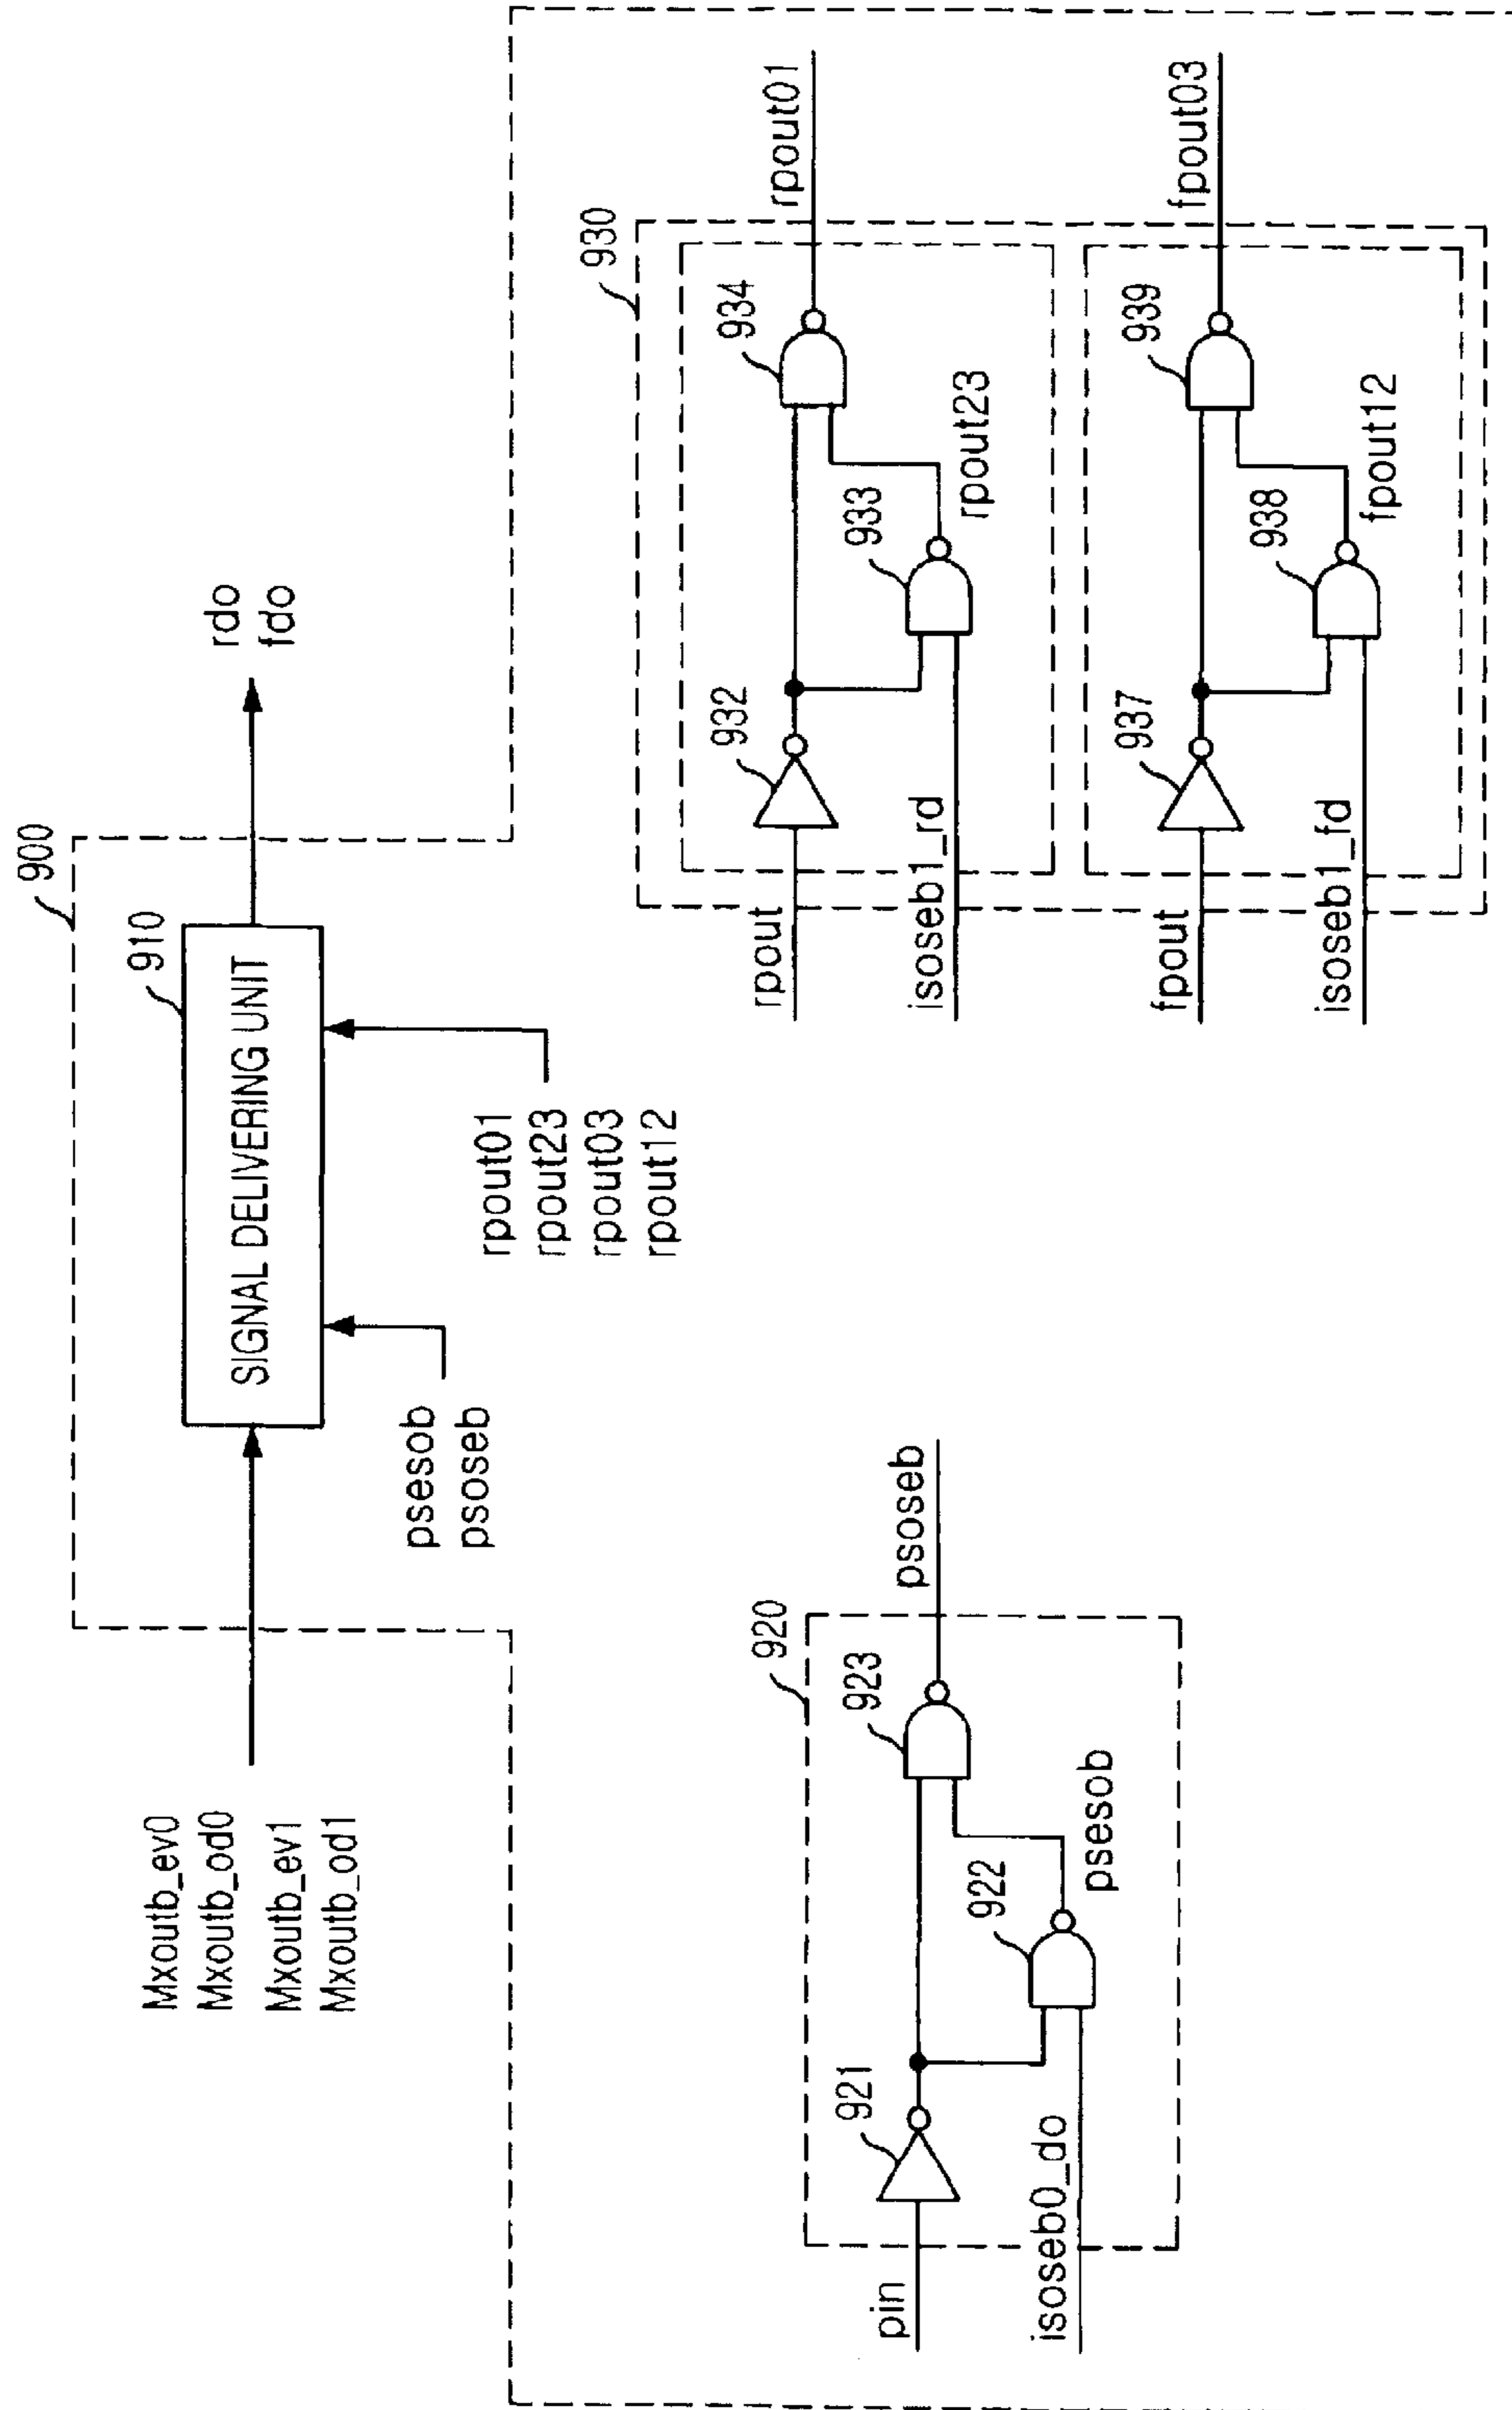 900
910
SIGNAL DELIVERING UNIT
Mxoutb_ev0
Mxoutb_od0
Mxoutb_ev1
Mxoutb_od1
rdo
fdo
psesob
psoseb
rpout01
rpout23
rpout03
rpout12
920
pin
921
isoseb0_do
922
psesob
923
psoseb
930
rpout
932
isoseb1_rd
933
rpout23
934
rpout01
fpout
937
isoseb1_fd
938
fpout12
939
fpout03